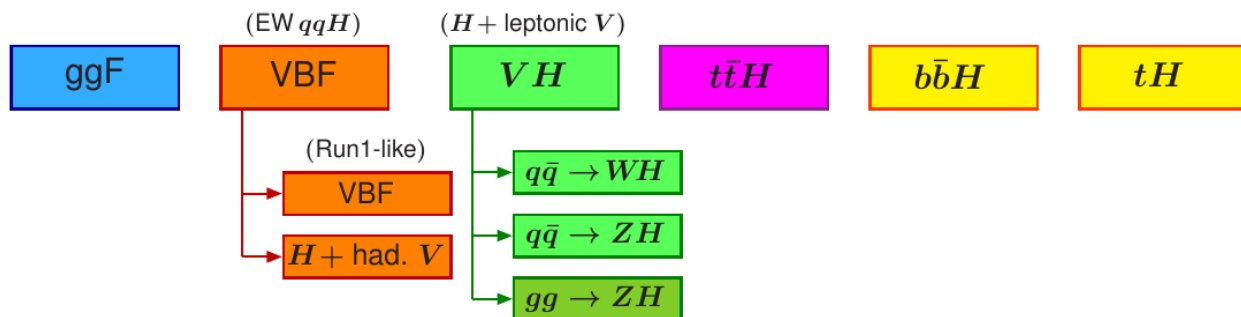 (EW qqH) (H + leptonic V)
ggF VBF VH tt̄H bb̄H tH
(Run1-like)
VBF
H + had. V
qq̄ → WH
qq̄ → ZH
gg → ZH